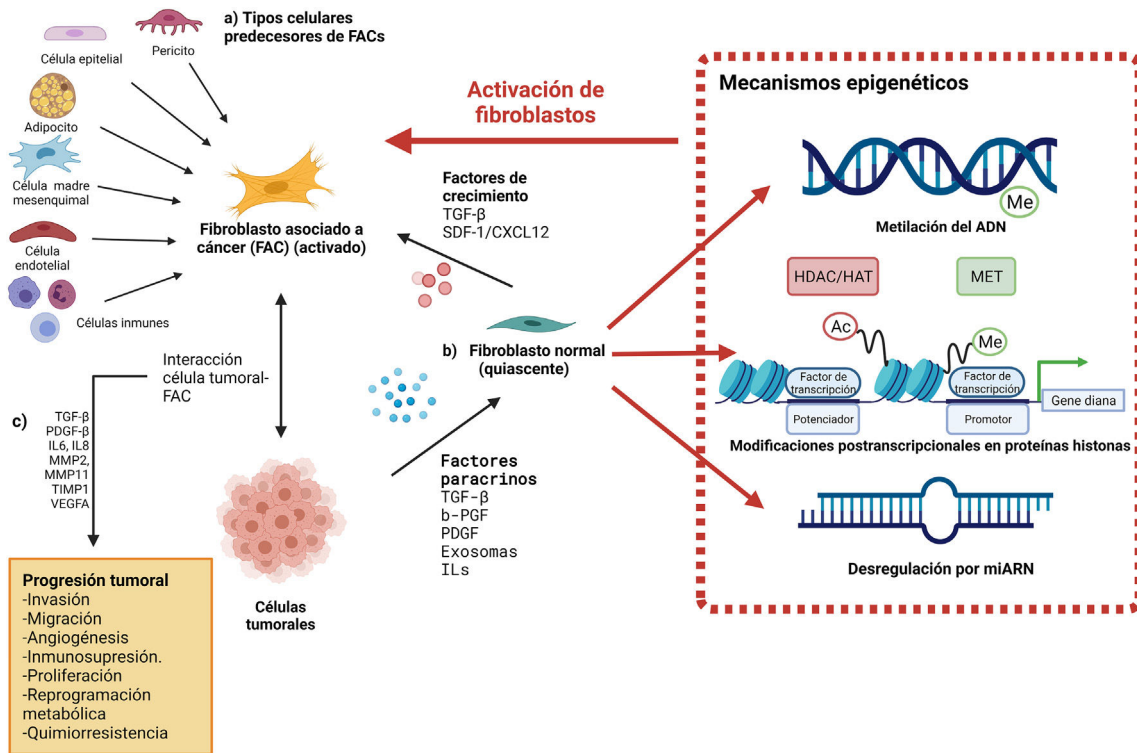 a) Tipos celulares
predecesores de FACs
Célula epitelial
Pericito
Adipocito
Célula madre
mesenquimal
Célula
endotelial
Células inmunes
Fibroblasto asociado a
cáncer (FAC) (activado)
Activación de
fibroblastos
Factores de
crecimiento
TGF-β
SDF-1/CXCL12
b) Fibroblasto normal
(quiascente)
Interacción
célula tumoral-
FAC
c)
TGF-β
PDGF-β
IL6, IL8
MMP2,
MMP11
TIMP1
VEGFA
Factores
paracrinos
TGF-β
b-PGF
PDGF
Exosomas
ILs
Células
tumorales
Progresión tumoral
-Invasión
-Migración
-Angiogénesis
-Inmunosupresión.
-Proliferación
-Reprogramación
metabólica
-Quimiorresistencia
Mecanismos epigenéticos
Me
Metilación del ADN
HDAC/HAT
MET
Ac
Me
Factor de
transcripción
Factor de
transcripción
Potenciador
Promotor
Gene diana
Modificaciones postranscripcionales en proteínas histonas
Desregulación por miARN